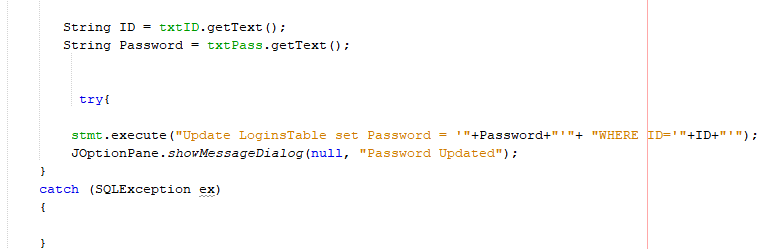 String ID = txtID.getText();
String Password = txtPass.getText();
try{
stmt.execute("Update LoginsTable set Password = '"+Password+"'"+ "WHERE ID='"+ID+"'");
JOptionPane.showMessageDialog(null, "Password Updated");
}
catch (SQLException ex)
{
}